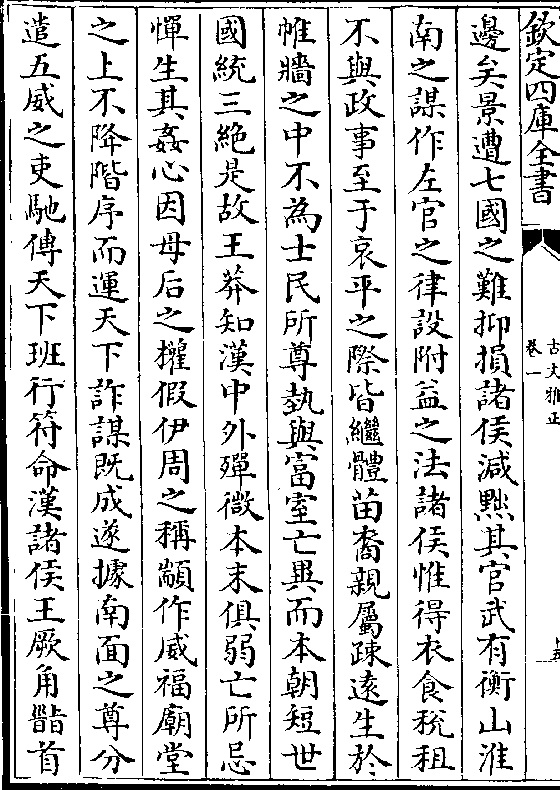 欽定四庫全書
古文雅正
卷一
邊矣景遭七國之難抑損諸侯減黜其官武有衡山淮
南之謀作左官之律設附益之法諸侯惟得衣食稅租
不與政事至于哀平之際皆繼體苗裔親屬疎遠生於
帷牆之中不為士民所尊埶與富室亡異而本朝短世
國統三絶是故王莽知漢中外殫微本末俱弱亡所忌
憚生其姦心因母后之權假伊周之稱顓作威福廟堂
之上不降階序而運天下詐謀既成遂據南面之尊分
遣五威之吏馳傳天下班行符命漢諸侯王厥角䭫首